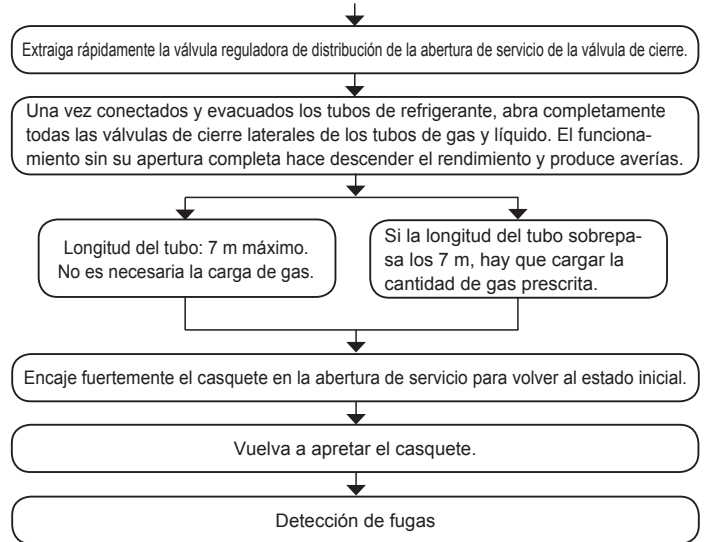 Extraiga rápidamente la válvula reguladora de distribución de la abertura de servicio de la válvula de cierre.
Una vez conectados y evacuados los tubos de refrigerante, abra completamente
todas las válvulas de cierre laterales de los tubos de gas y líquido. El funciona-
miento sin su apertura completa hace descender el rendimiento y produce averías.
Longitud del tubo: 7 m máximo.
No es necesaria la carga de gas.
Si la longitud del tubo sobrepa-
sa los 7 m, hay que cargar la
cantidad de gas prescrita.
Encaje fuertemente el casquete en la abertura de servicio para volver al estado inicial.
Vuelva a apretar el casquete.
Detección de fugas